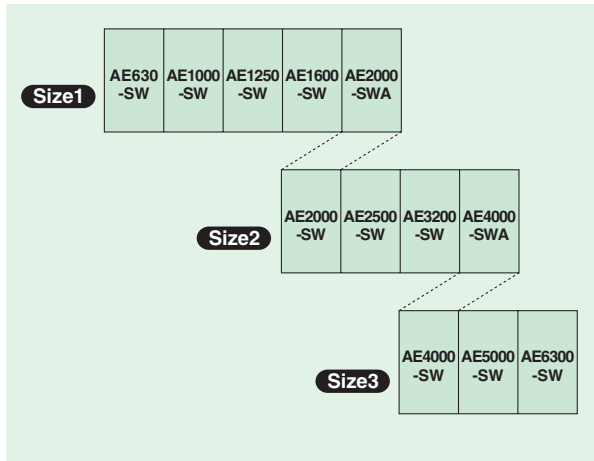 Size1
AE630 AE1000 AE1250 AE1600 AE2000
-SW -SW -SW -SW -SWA
Size2
AE2000 AE2500 AE3200 AE4000
-SW -SW -SW -SWA
Size3
AE4000 AE5000 AE6300
-SW -SW -SW